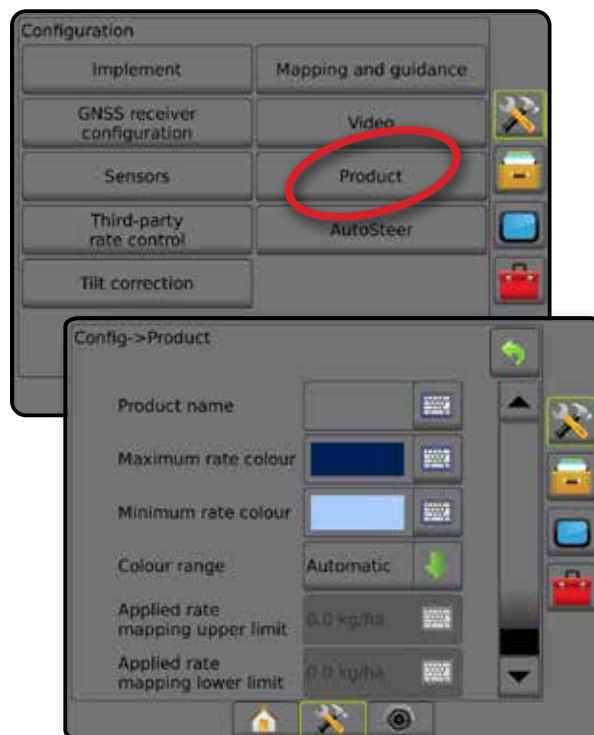 Configuration
Implement
Mapping and guidance
GNSS receiver
configuration
Video
Sensors
Product
Third-party
rate control
AutoSteer
Tilt correction
Config->Product
Product name
Maximum rate colour
Minimum rate colour
Colour range
Automatic
Applied rate
mapping upper limit
0.0 kg/ha
Applied rate
mapping lower limit
0.0 kg/ha